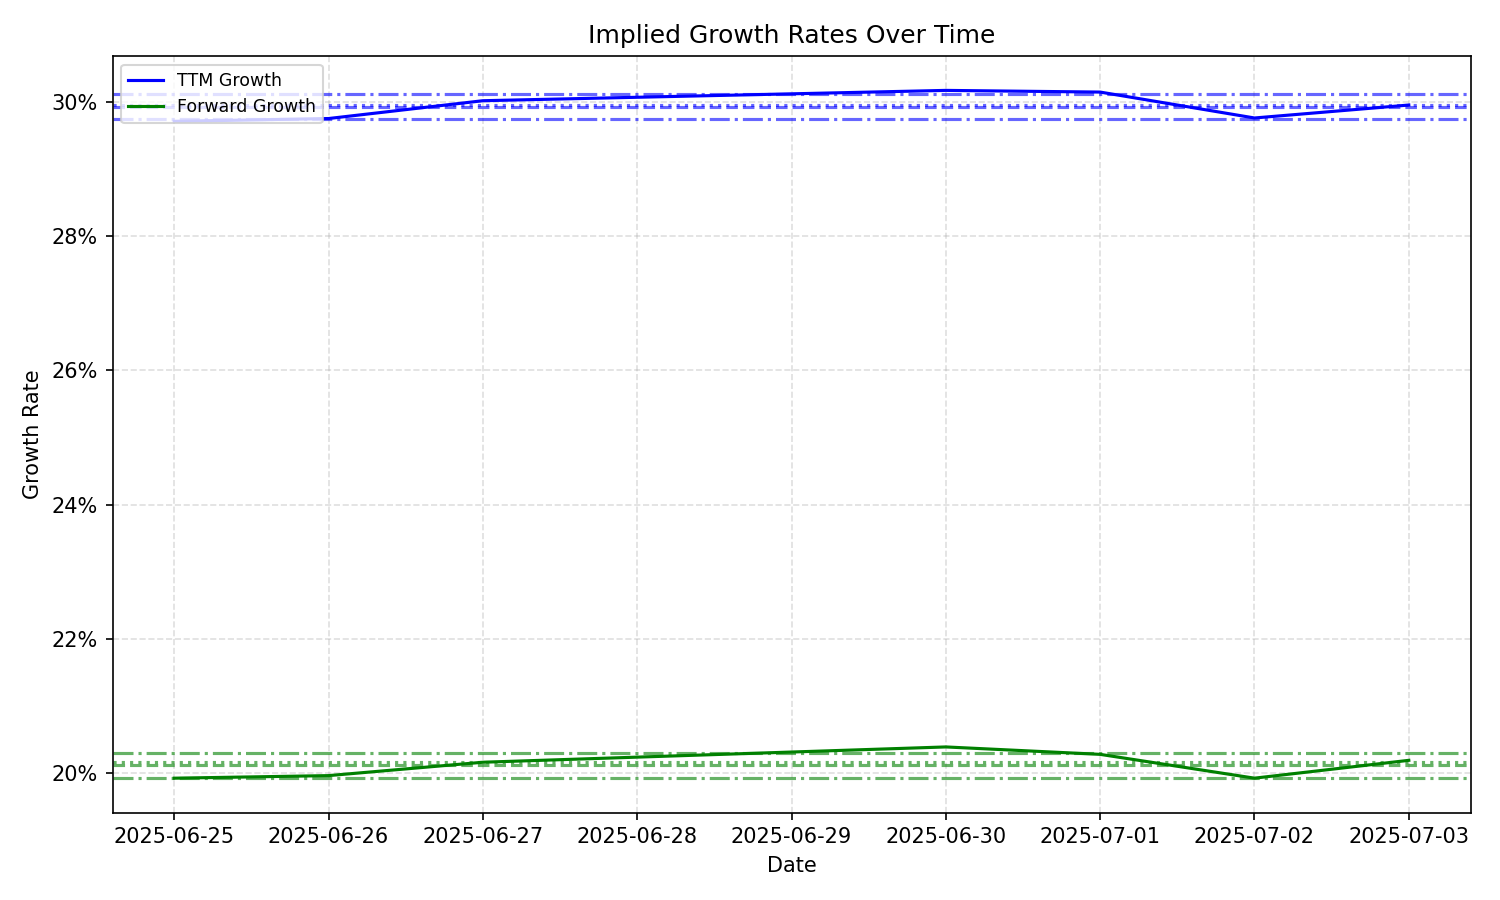 Implied Growth Rates Over Time
TTM Growth
Forward Growth
30%
28%
26%
24%
22%
20%
Growth Rate
2025-06-25 2025-06-26 2025-06-27 2025-06-28 2025-06-29 2025-06-30 2025-07-01 2025-07-02 2025-07-03
Date